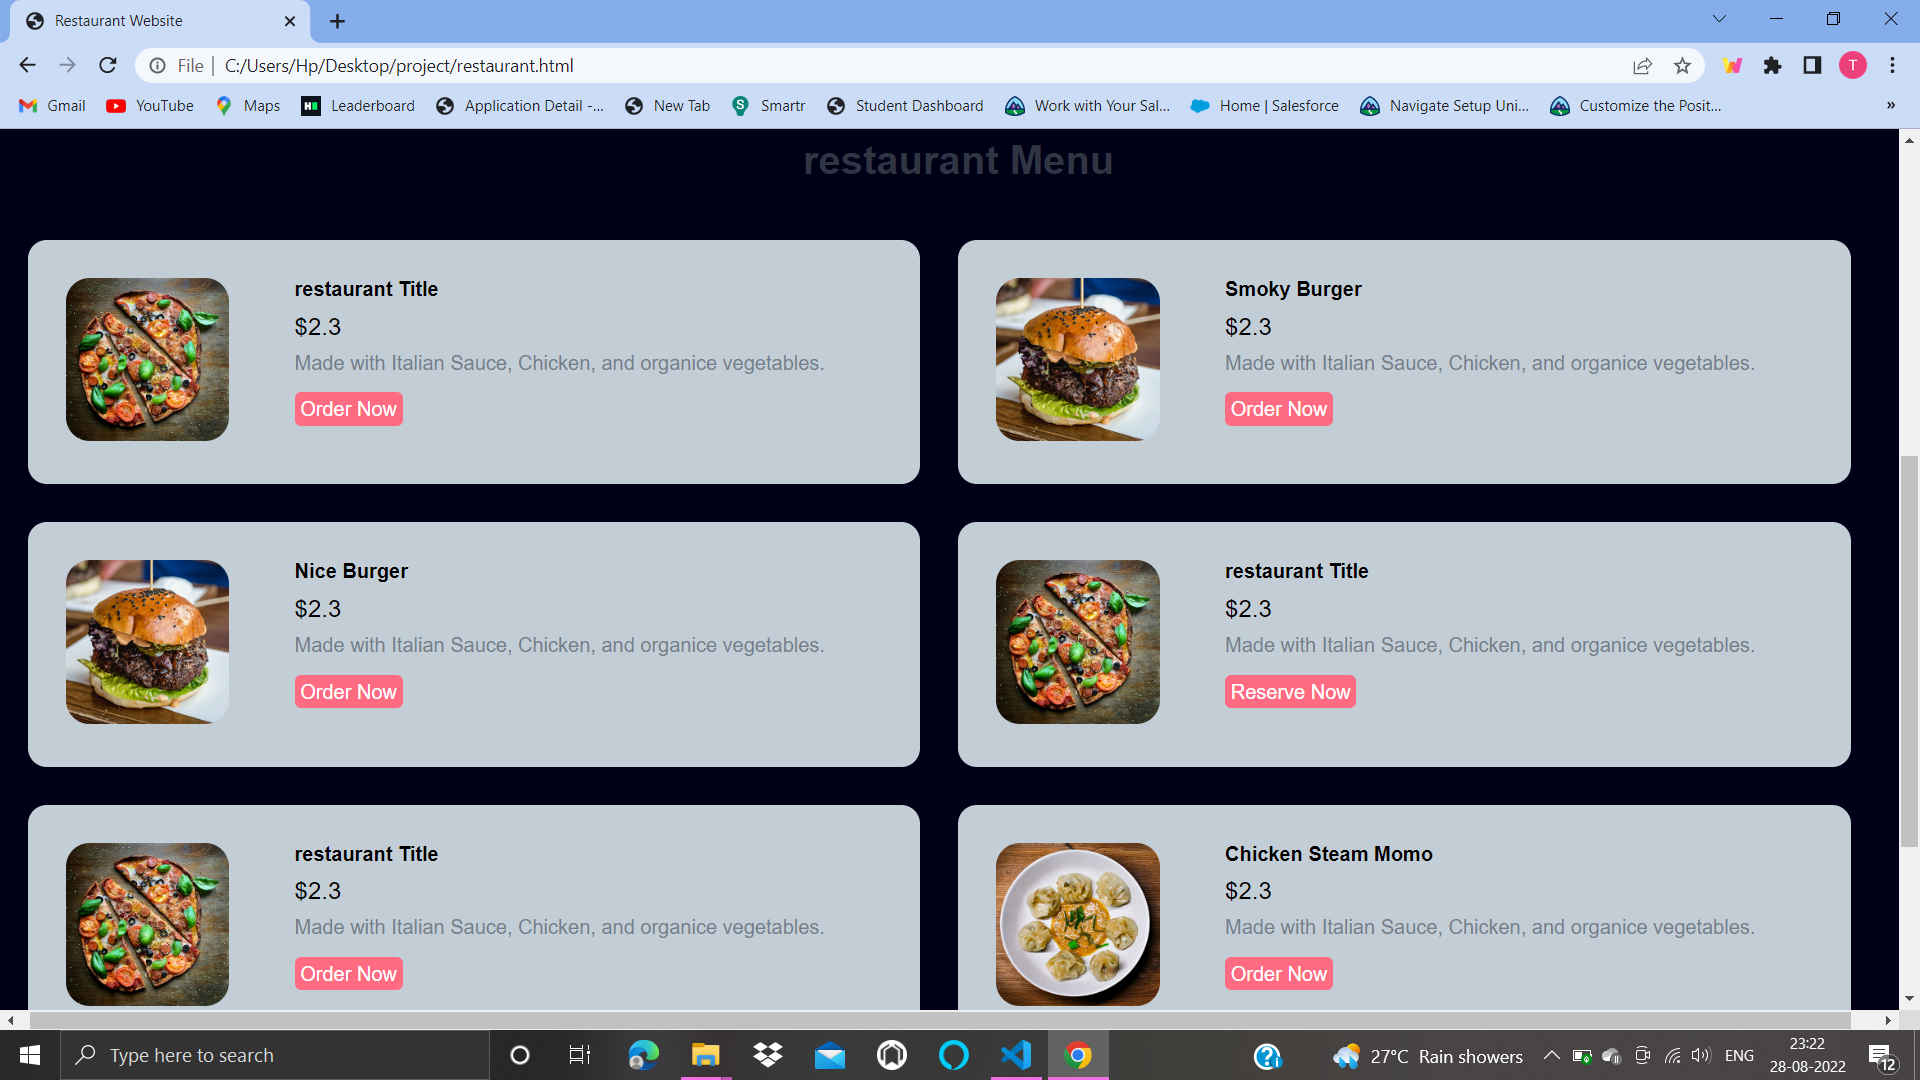 Restaurant Website
File | C:/Users/Hp/Desktop/project/restaurant.html
T
Gmail YouTube Maps Leaderboard Application Detail -... New Tab Smartr Student Dashboard Work with Your Sal... Home | Salesforce Navigate Setup Uni... Customize the Posit... »
restaurant Menu
restaurant Title
$2.3
Made with Italian Sauce, Chicken, and organice vegetables.
Order Now
Smoky Burger
$2.3
Made with Italian Sauce, Chicken, and organice vegetables.
Order Now
Nice Burger
$2.3
Made with Italian Sauce, Chicken, and organice vegetables.
Order Now
restaurant Title
$2.3
Made with Italian Sauce, Chicken, and organice vegetables.
Reserve Now
restaurant Title
$2.3
Made with Italian Sauce, Chicken, and organice vegetables.
Order Now
Chicken Steam Momo
$2.3
Made with Italian Sauce, Chicken, and organice vegetables.
Order Now
Type here to search
27°C Rain showers
ENG
23:22
28-08-2022
12